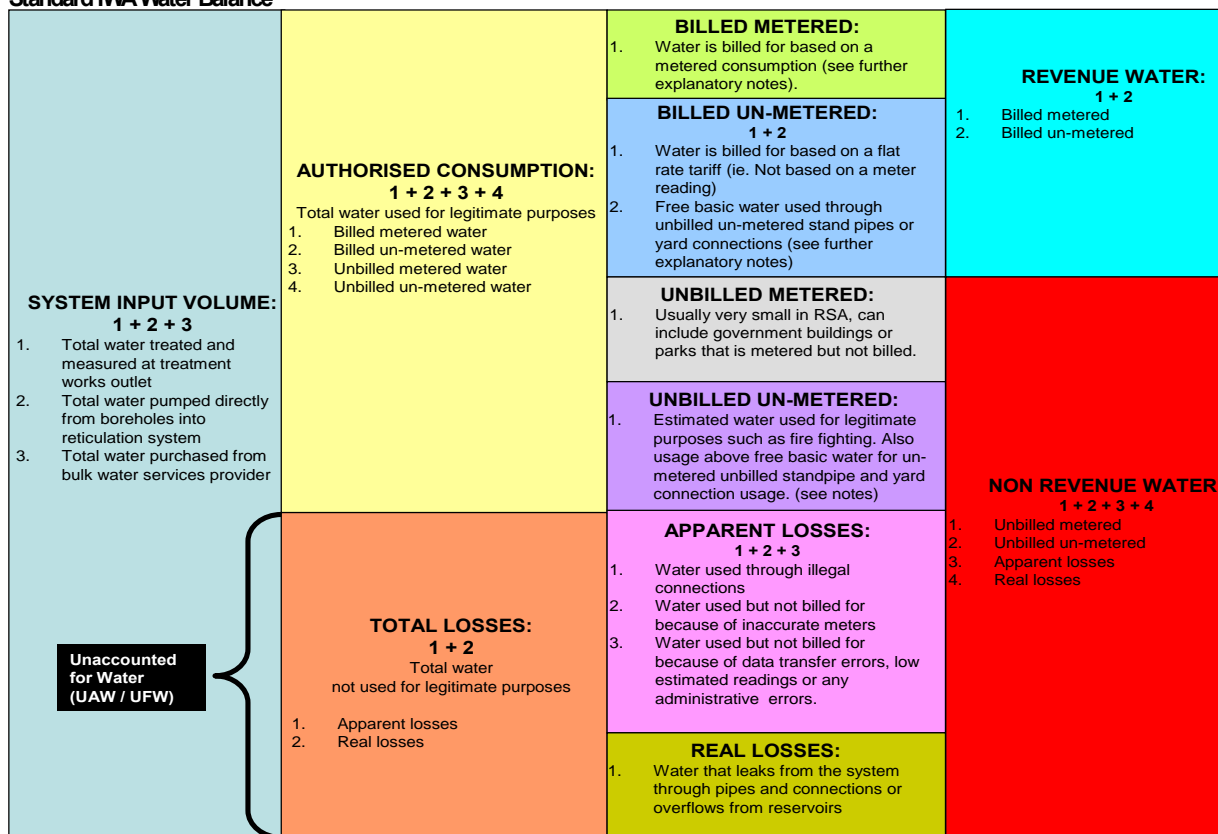 Standard IWA Water Balance
SYSTEM INPUT VOLUME:
1 + 2 + 3
1. Total water treated and
measured at treatment
works outlet
2. Total water pumped directly
from boreholes into
reticulation system
3. Total water purchased from
bulk water services provider
Unaccounted
for Water
(UAW / UFW)
AUTHORISED CONSUMPTION:
1 + 2 + 3 + 4
Total water used for legitimate purposes
1. Billed metered water
2. Billed un-metered water
3. Unbilled metered water
4. Unbilled un-metered water
TOTAL LOSSES:
1 + 2
Total water
not used for legitimate purposes
1. Apparent losses
2. Real losses
BILLED METERED:
1. Water is billed for based on a
metered consumption (see further
explanatory notes).
BILLED UN-METERED:
1 + 2
1. Water is billed for based on a flat
rate tariff (ie. Not based on a meter
reading)
2. Free basic water used through
unbilled un-metered stand pipes or
yard connections (see further
explanatory notes)
UNBILLED METERED:
1. Usually very small in RSA, can
include government buildings or
parks that is metered but not billed.
UNBILLED UN-METERED:
1. Estimated water used for legitimate
purposes such as fire fighting. Also
usage above free basic water for un-
metered unbilled standpipe and yard
connection usage. (see notes)
APPARENT LOSSES:
1 + 2 + 3
1. Water used through illegal
connections
2. Water used but not billed for
because of inaccurate meters
3. Water used but not billed for
because of data transfer errors, low
estimated readings or any
administrative errors.
REAL LOSSES:
1. Water that leaks from the system
through pipes and connections or
overflows from reservoirs
REVENUE WATER:
1 + 2
1. Billed metered
2. Billed un-metered
NON REVENUE WATER
1 + 2 + 3 + 4
1. Unbilled metered
2. Unbilled un-metered
3. Apparent losses
4. Real losses